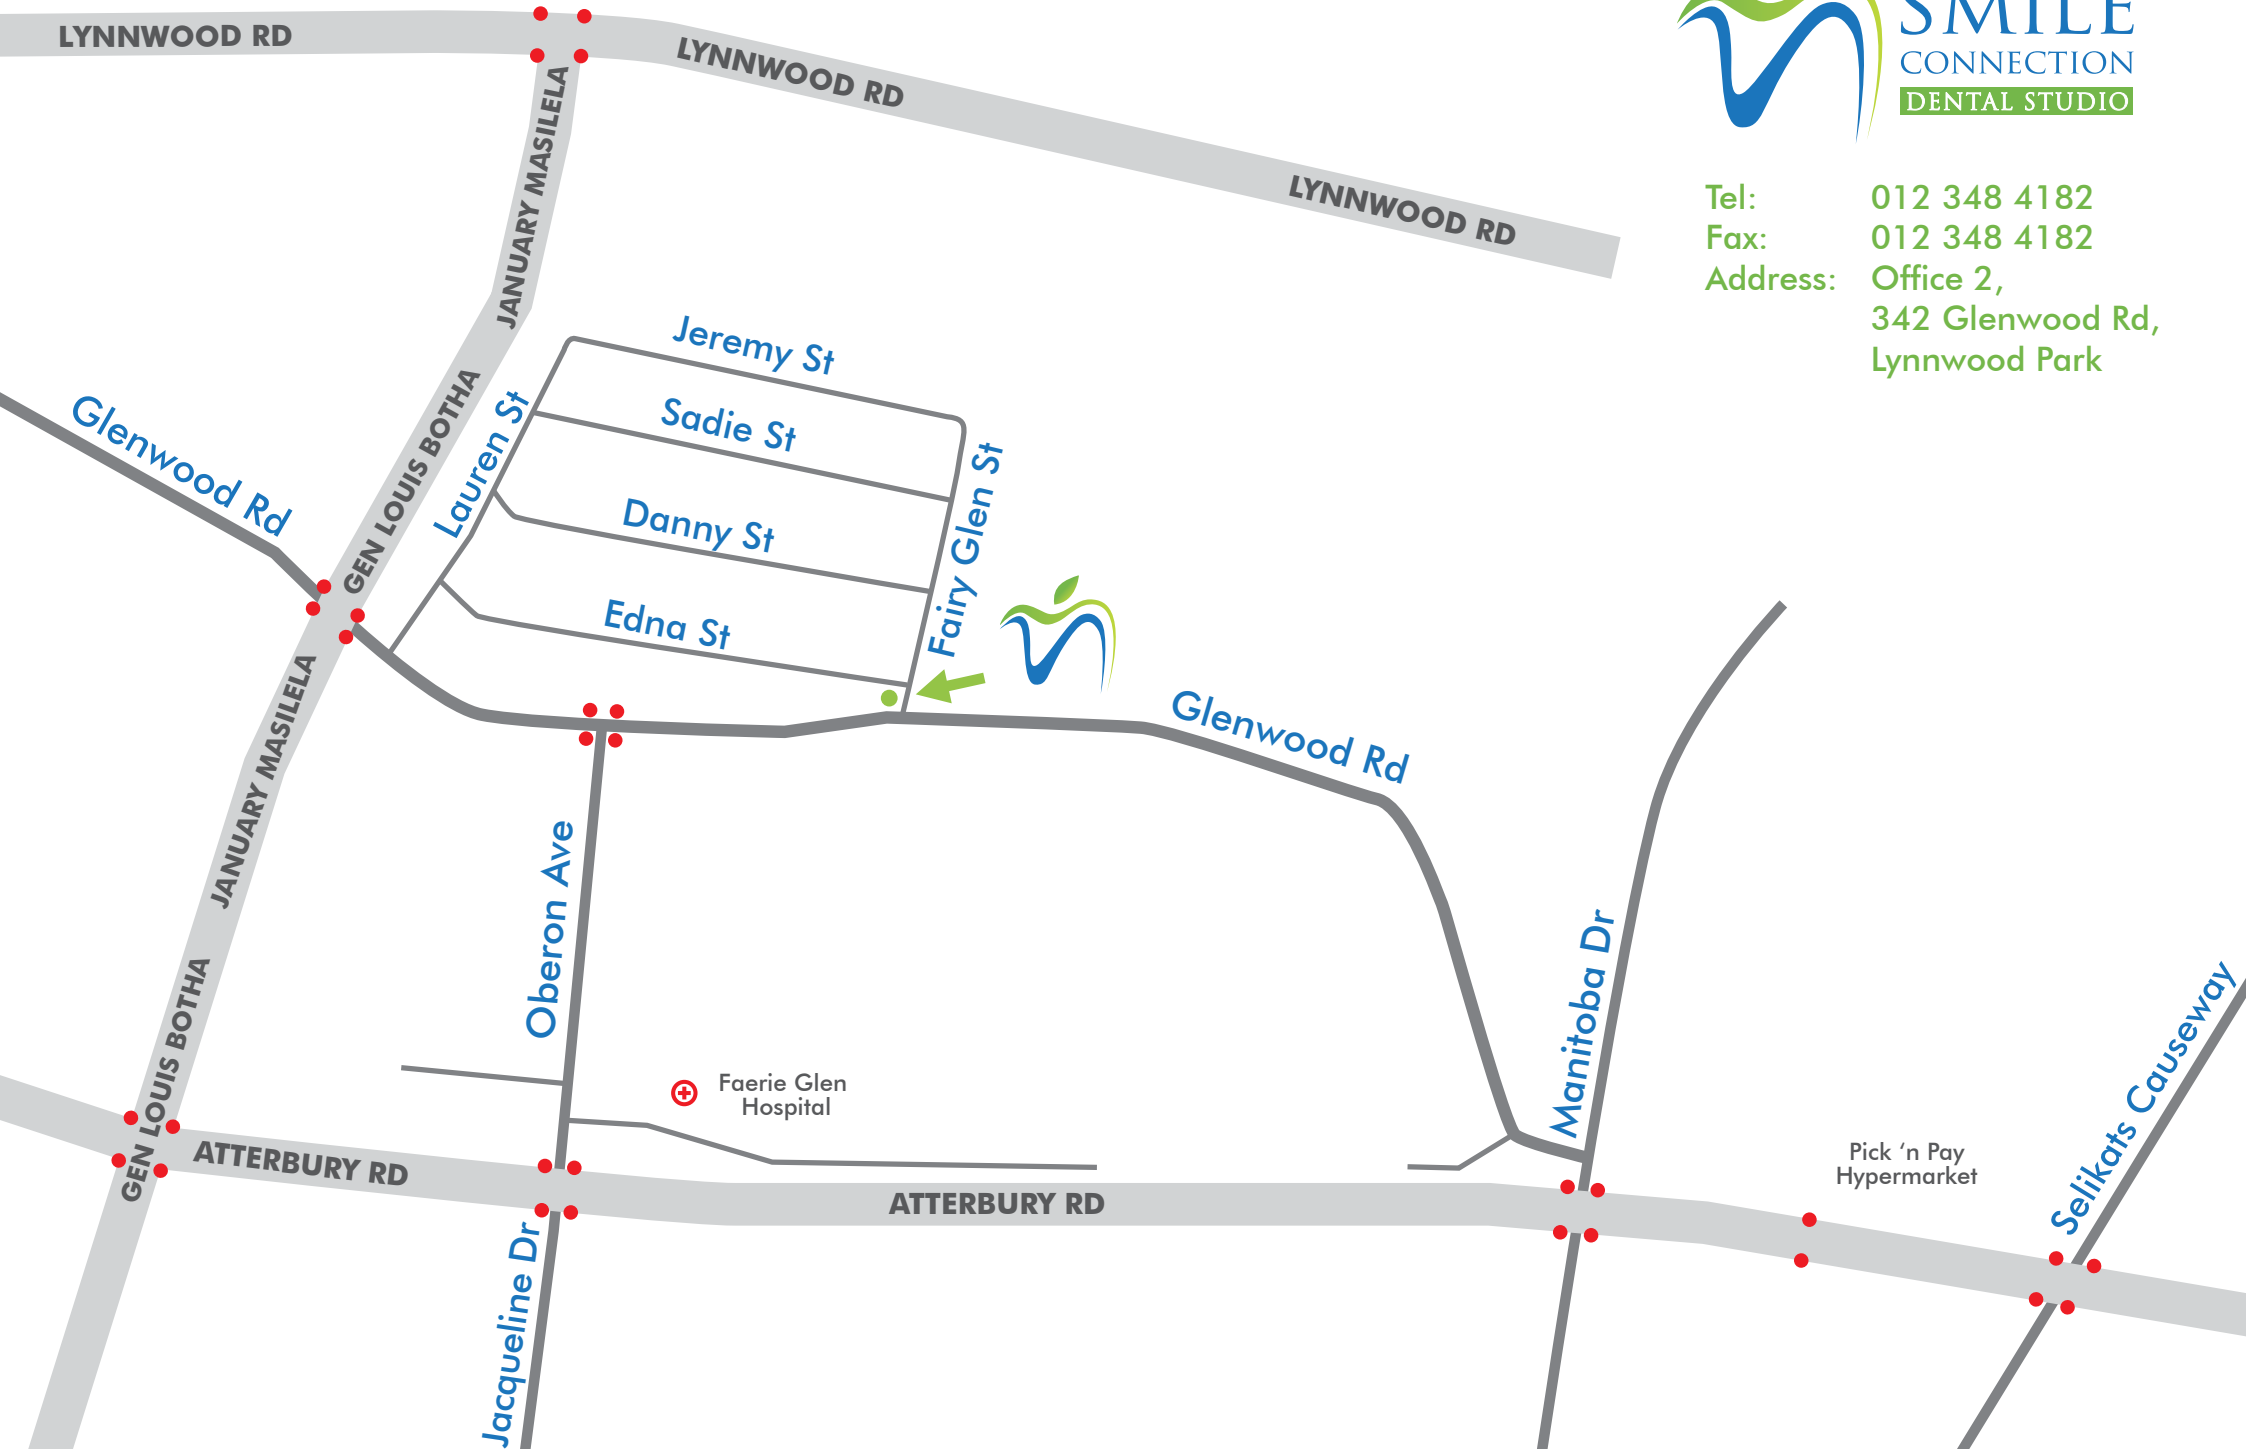 SMILE
CONNECTION
DENTAL STUDIO
Tel: 012 348 4182
Fax: 012 348 4182
Address: Office 2,
342 Glenwood Rd,
Lynnwood Park
LYNNWOOD RD
LYNNWOOD RD
LYNNWOOD RD
JANUARY MASILELA
GEN LOUIS BOTHA
Glenwood Rd
Lauren St
Jeremy St
Sadie St
Danny St
Edna St
Fairy Glen St
Glenwood Rd
JANUARY MASILELA
GEN LOUIS BOTHA
Oberon Ave
Manitoba Dr
Selikats Causeway
Faerie Glen
Hospital
Pick ‘n Pay
Hypermarket
ATTERBURY RD
ATTERBURY RD
Jacqueline Dr